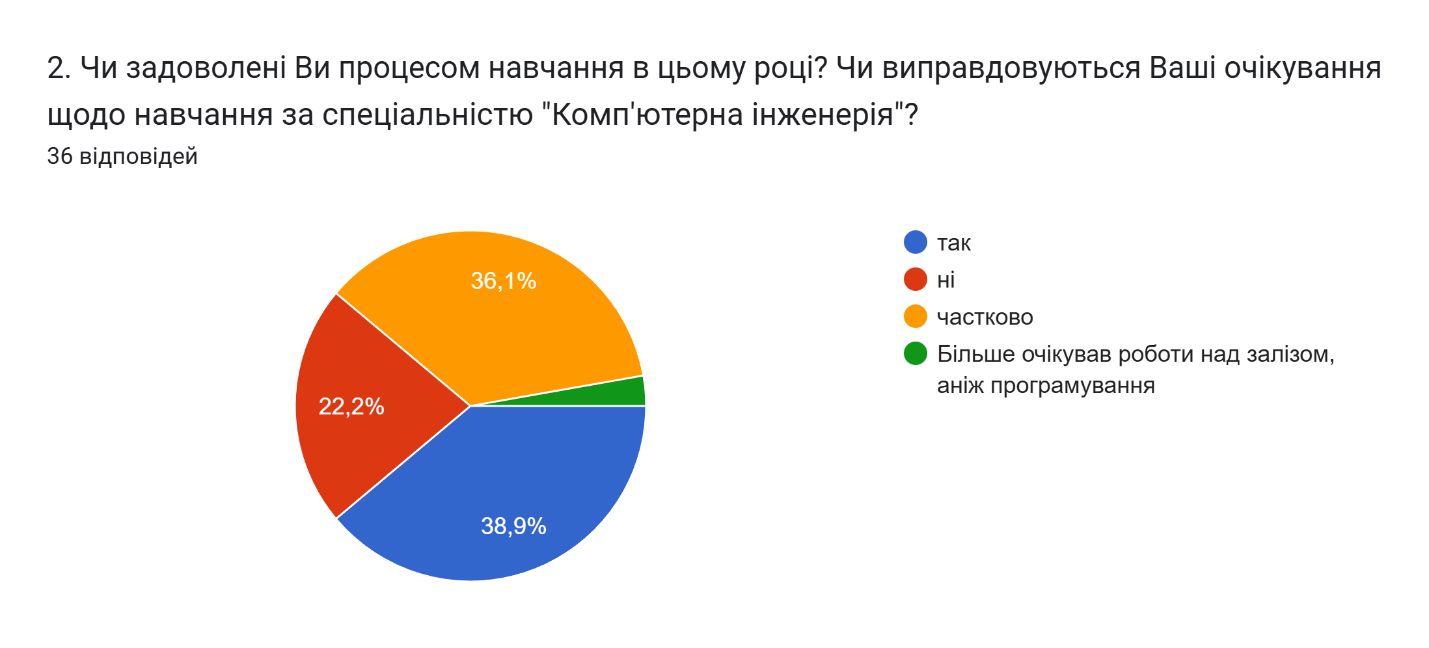 2. Чи задоволені Ви процесом навчання в цьому році? Чи виправдовуються Ваші очікування
щодо навчання за спеціальністю "Комп'ютерна інженерія"?
36 відповідей
36,1%
22,2%
38,9%
так
ні
частково
Більше очікував роботи над залізом,
аніж програмування